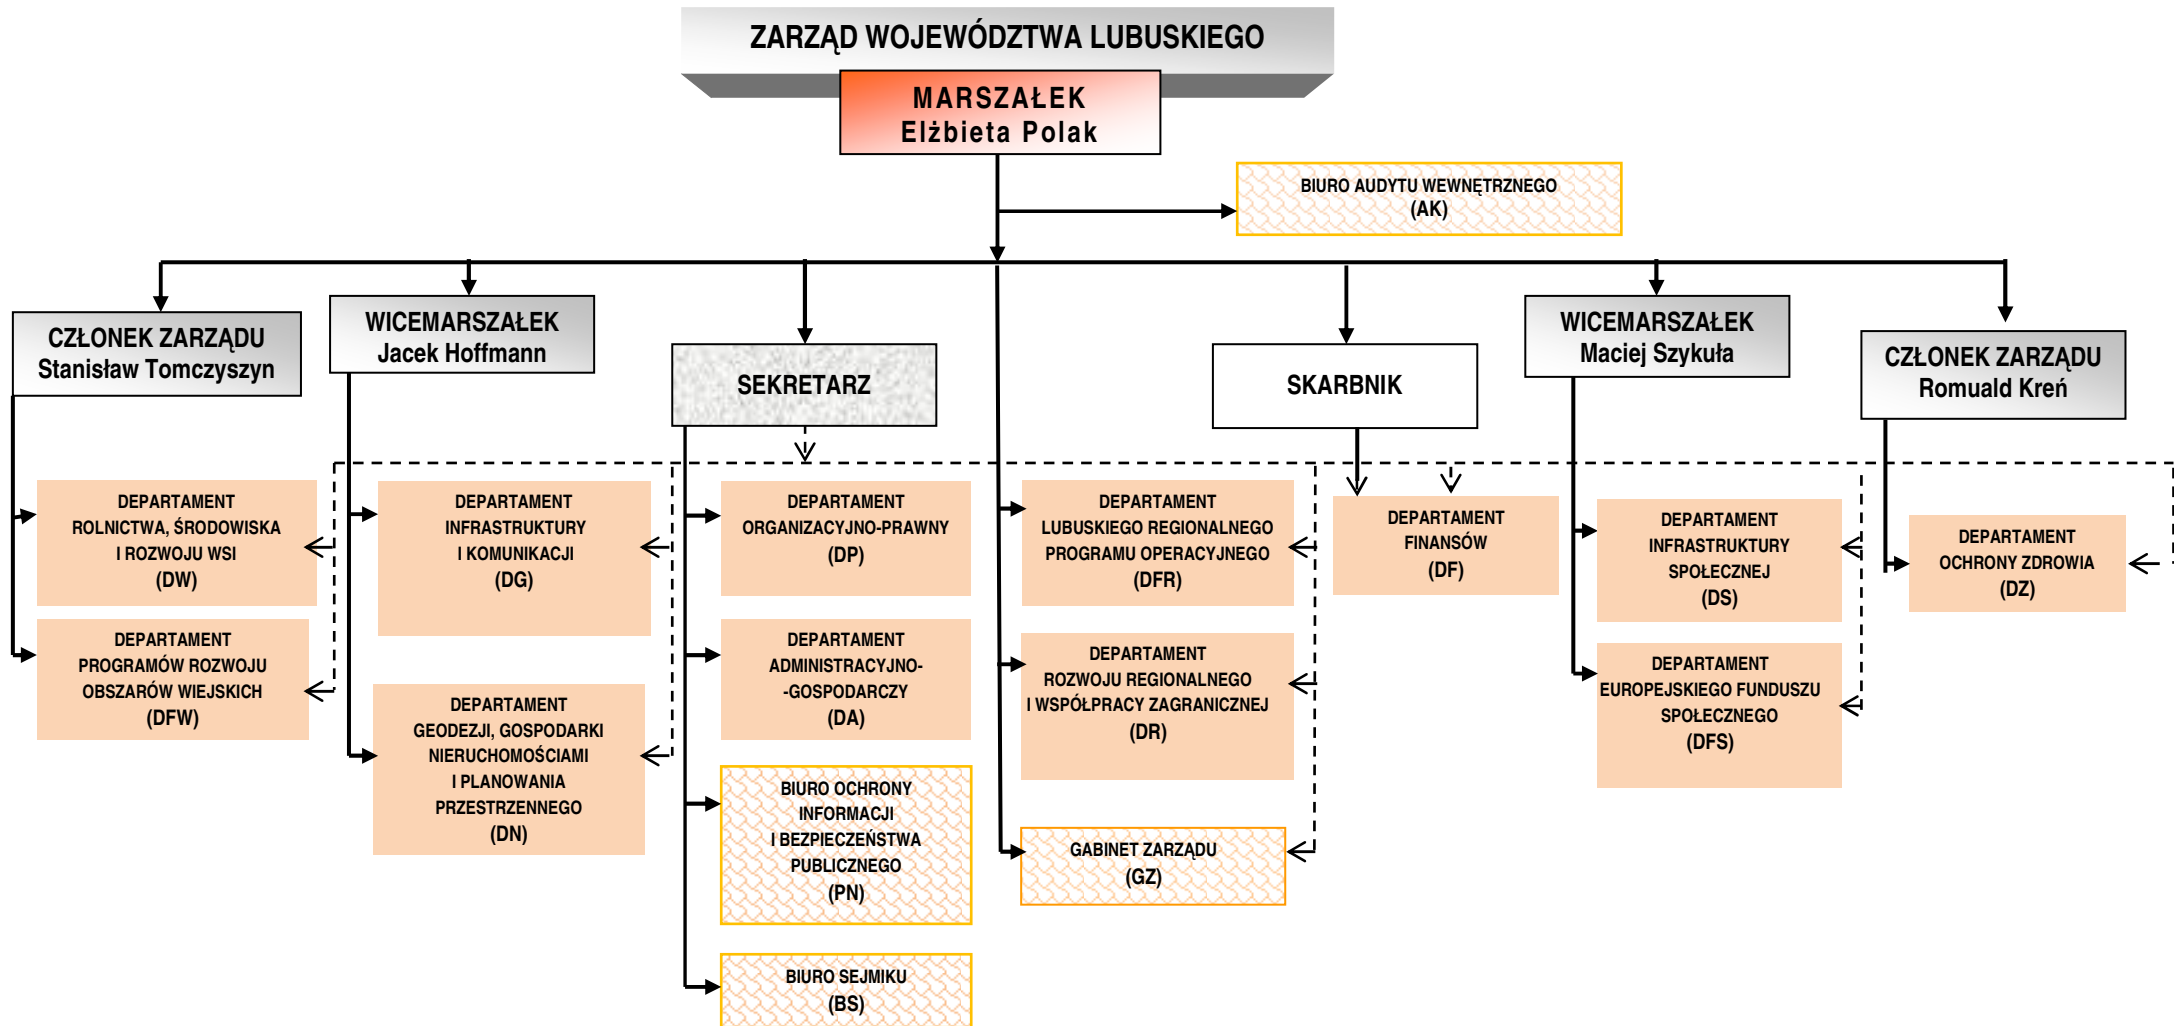 ZARZĄD WOJEWÓDZTWA LUBUSKIEGO
MARSZAŁEK
Elżbieta Polak
BIURO AUDYTU WEWNĘTRZNEGO
(AK)
CZŁONEK ZARZĄDU
Stanisław Tomczyszyn
WICEMARSZAŁEK
Jacek Hoffmann
SEKRETARZ
SKARBNIK
WICEMARSZAŁEK
Maciej Szykuła
CZŁONEK ZARZĄDU
Romuald Kreń
DEPARTAMENT
ROLNICTWA, ŚRODOWISKA
I ROZWOJU WSI
(DW)
DEPARTAMENT
PROGRAMÓW ROZWOJU
OBSZARÓW WIEJSKICH
(DFW)
DEPARTAMENT
INFRASTRUKTURY
I KOMUNIKACJI
(DG)
DEPARTAMENT
GEODEZJI, GOSPODARKI
NIERUCHOMOŚCIAMI
I PLANOWANIA
PRZESTRZENNEGO
(DN)
DEPARTAMENT
ORGANIZACYJNO-PRAWNY
(DP)
DEPARTAMENT
ADMINISTRACYJNO-
-GOSPODARCZY
(DA)
BIURO OCHRONY
INFORMACJI
I BEZPIECZEŃSTWA
PUBLICZNEGO
(PN)
BIURO SEJMIKU
(BS)
DEPARTAMENT
LUBUSKIEGO REGIONALNEGO
PROGRAMU OPERACYJNEGO
(DFR)
DEPARTAMENT
ROZWOJU REGIONALNEGO
I WSPÓŁPRACY ZAGRANICZNEJ
(DR)
GABINET ZARZĄDU
(GZ)
DEPARTAMENT
FINANSÓW
(DF)
DEPARTAMENT
INFRASTRUKTURY
SPOŁECZNEJ
(DS)
DEPARTAMENT
EUROPEJSKIEGO FUNDUSZU
SPOŁECZNEGO
(DFS)
DEPARTAMENT
OCHRONY ZDROWIA
(DZ)